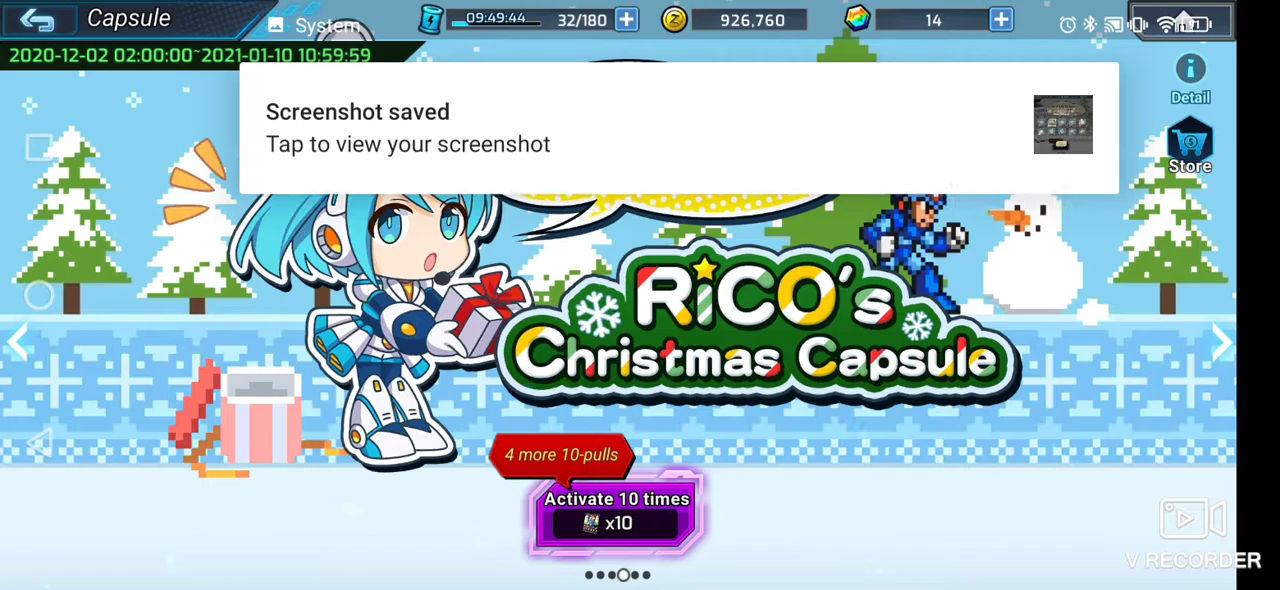 Capsule
System
09:49:44
32/180
926,760
14
91
2020-12-02 02:00:00~2021-01-10 10:59:59
Detail
Screenshot saved
Tap to view your screenshot
Store
RiCO's
Christmas Capsule
4 more 10-pulls
Activate 10 times
x10
V RECORDER